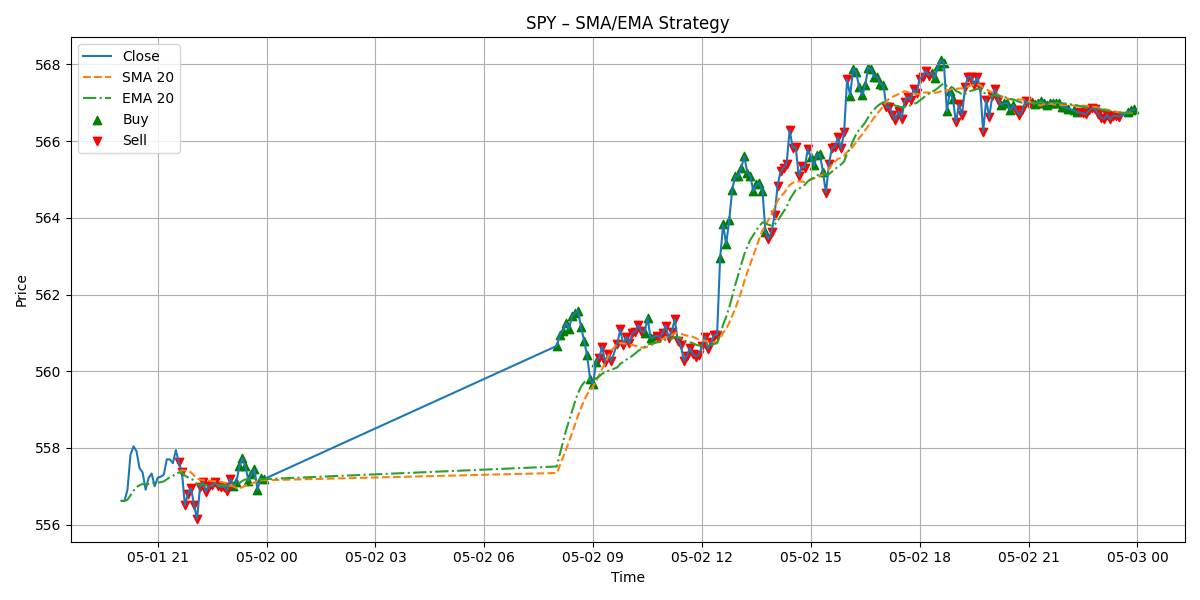 SPY – SMA/EMA Strategy
Close
SMA 20
EMA 20
Buy
Sell
Price
568
566
564
562
560
558
556
05-01 21
05-02 00
05-02 03
05-02 06
05-02 09
05-02 12
05-02 15
05-02 18
05-02 21
05-03 00
Time